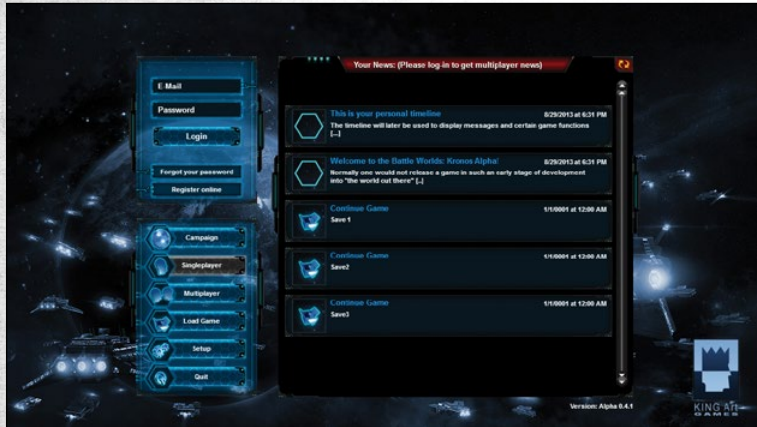 E-Mail
Password
Login
Forgot your password
Register online
Campaign
Singleplayer
Multiplayer
Load Game
Setup
Quit
Your News: (Please log-in to get multiplayer news)
This is your personal timeline 8/29/2013 at 6:31 PM
The timeline will later be used to display messages and certain game functions
[...]
Welcome to the Battle Worlds: Kronos Alpha! 8/29/2013 at 6:31 PM
Normally one would not release a game in such an early stage of development
into "the world out there" [..]
Continue Game 1/1/0001 at 12:00 AM
Save 1
Continue Game 1/1/0001 at 12:00 AM
Save2
Continue Game 1/1/0001 at 12:00 AM
Save3
Version: Alpha 0.4.1
KING Art
GAMES